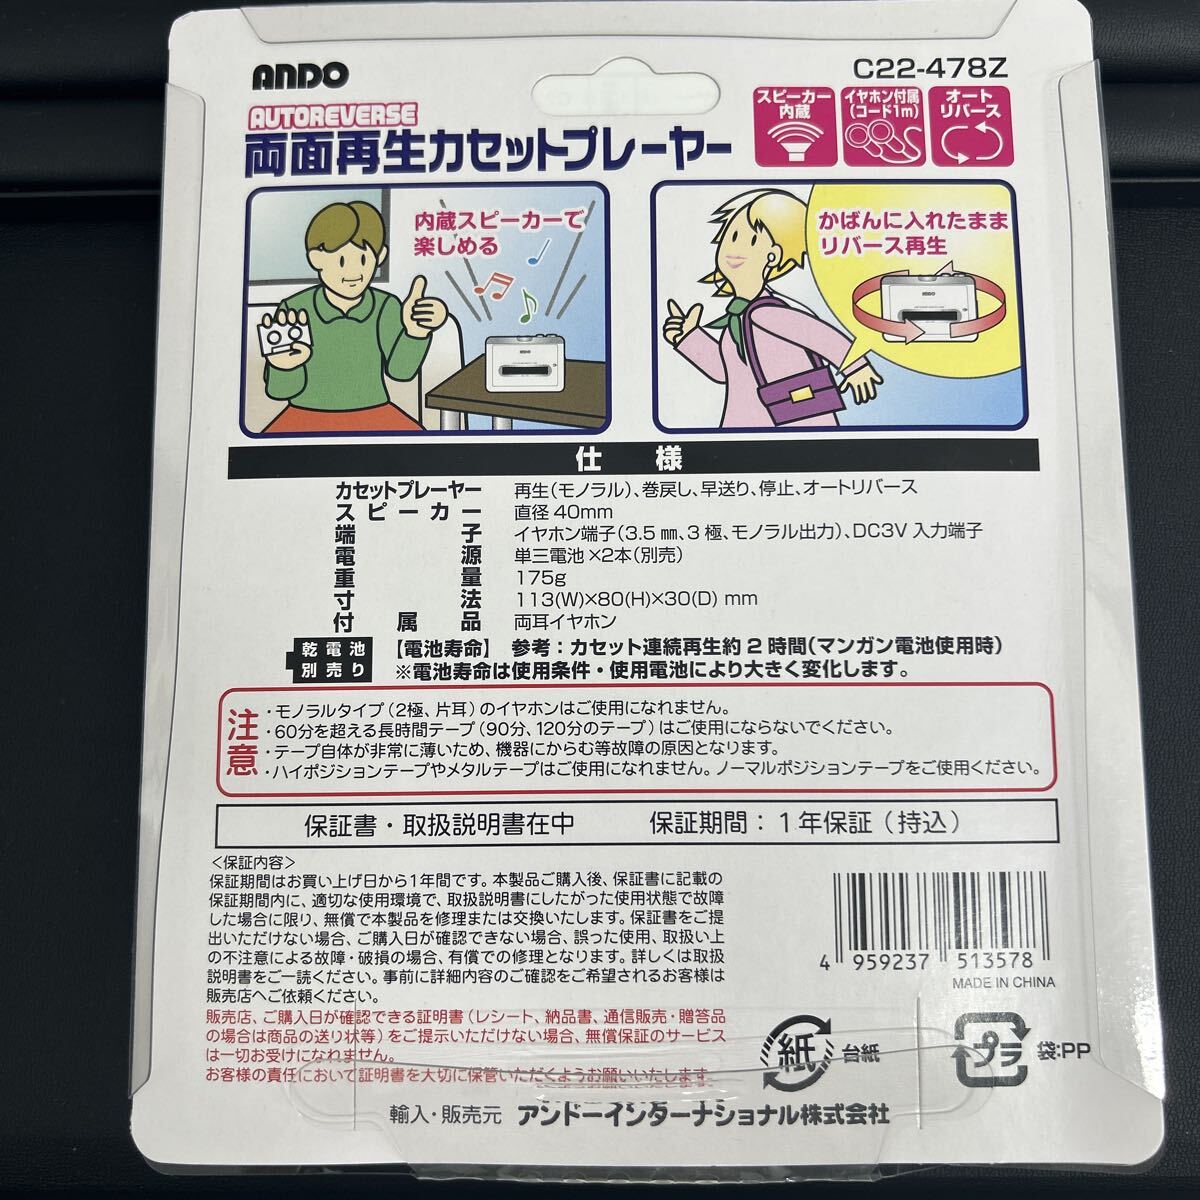 ANDO
C22-478Z
AUTOREVERSE
両面再生カセットプレーヤー
スピーカー
内蔵
イヤホン付属
(コード1m)
オート
リバース
内蔵スピーカーで
楽しめる
ANDO
かばんに入れたまま
リバース再生
ANDO
仕様
カセットプレーヤー 再生(モノラル)、巻戻し、早送り、停止、オートリバース
スピーカー 直径40mm
端子 イヤホン端子(3.5㎜、3極、モノラル出力)、DC3V入力端子
電源 単三電池×2本(別売)
重量 175g
寸法 113(W)×80(H)×30(D) mm
付属品 両耳イヤホン
乾電池
別売り
【電池寿命】 参考:カセット連続再生約2時間(マンガン電池使用時)
※電池寿命は使用条件・使用電池により大きく変化します。
注意
・モノラルタイプ(2極、片耳)のイヤホンはご使用になれません。
・60分を超える長時間テープ(90分、120分のテープ)はご使用にならないでください。
・テープ自体が非常に薄いため、機器にからむ等故障の原因となります。
・ハイポジションテープやメタルテープはご使用になれません。ノーマルポジションテープをご使用ください。
保証書・取扱説明書在中 保証期間:1年保証(持込)
<保証内容>
保証期間はお買い上げ日から1年間です。本製品ご購入後、保証書に記載の
保証期間内に、適切な使用環境で、取扱説明書にしたがった使用状態で故障
した場合に限り、無償で本製品を修理または交換いたします。保証書をご提
出いただけない場合、ご購入日が確認できない場合、誤った使用、取扱い上
の不注意による故障・破損の場合、有償での修理となります。詳しくは取扱
説明書をご一読ください。事前に詳細内容のご確認をご希望されるお客様は
販売店へご依頼ください。
販売店、ご購入日が確認できる証明書(レシート、納品書、通信販売・贈答品
の場合は商品の送り状等)をご提示いただけない場合、無償保証のサービス
は一切お受けになれません。
お客様の責任において証明書を大切に保管いただくようお願いいたします。
4 959237 513578
MADE IN CHINA
紙
台紙
プラ
袋:PP
輸入・販売元 アンドーインターナショナル株式会社